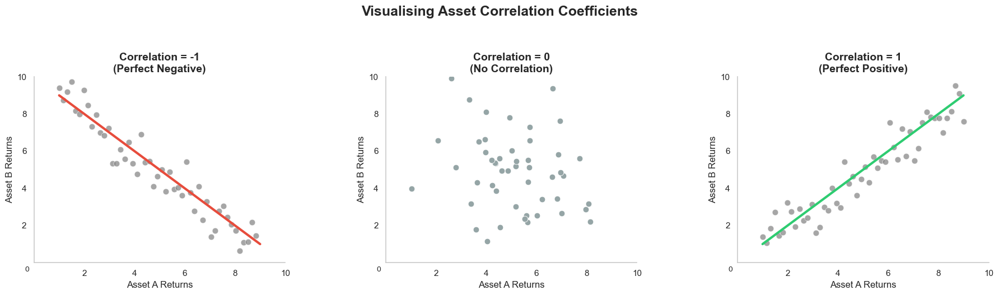 Visualising Asset Correlation Coefficients
Correlation = -1
(Perfect Negative)
10
8
6
4
2
0
2
4
6
8
10
Asset B Returns
Asset A Returns
Correlation = 0
(No Correlation)
10
8
6
4
2
0
2
4
6
8
10
Asset B Returns
Asset A Returns
Correlation = 1
(Perfect Positive)
10
8
6
4
2
0
2
4
6
8
10
Asset B Returns
Asset A Returns